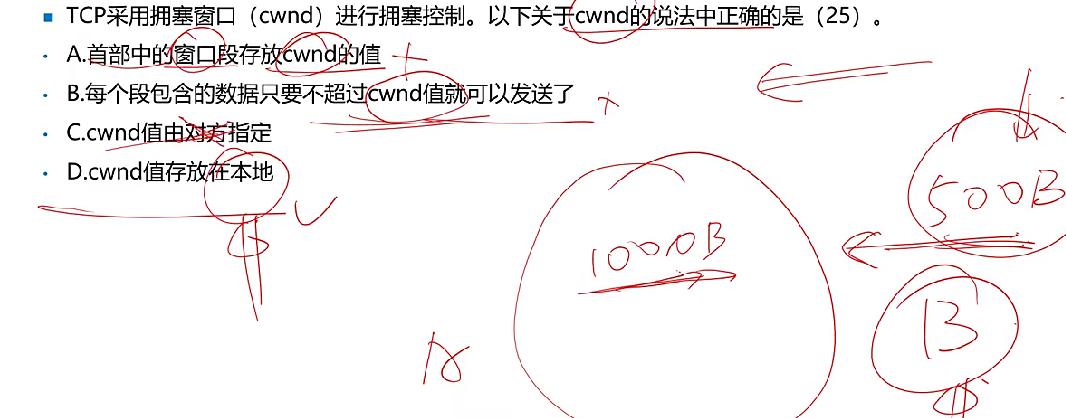 TCP采用拥塞窗口（cwnd）进行拥塞控制。以下关于cwnd的说法中正确的是（25）。
A.首部中的窗口段存放cwnd的值
B.每个段包含的数据只要不超过cwnd值就可以发送了
C.cwnd值由对方指定
D.cwnd值存放在本地
500B
1000B
B
A